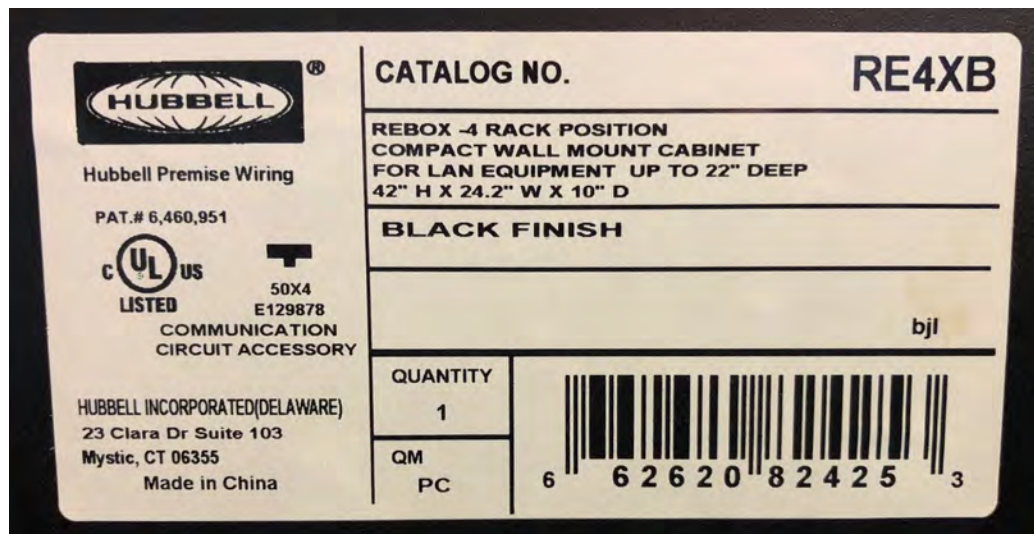 HUBBELL ®
Hubbell Premise Wiring
PAT.# 6,460,951
C UL US
LISTED
50X4
E129878
COMMUNICATION
CIRCUIT ACCESSORY
HUBBELL INCORPORATED(DELAWARE)
23 Clara Dr Suite 103
Mystic, CT 06355
Made in China
CATALOG NO. RE4XB
REBOX -4 RACK POSITION
COMPACT WALL MOUNT CABINET
FOR LAN EQUIPMENT UP TO 22" DEEP
42" H X 24.2" W X 10" D
BLACK FINISH
bjl
QUANTITY
1
QM
PC
6 62620 82425 3